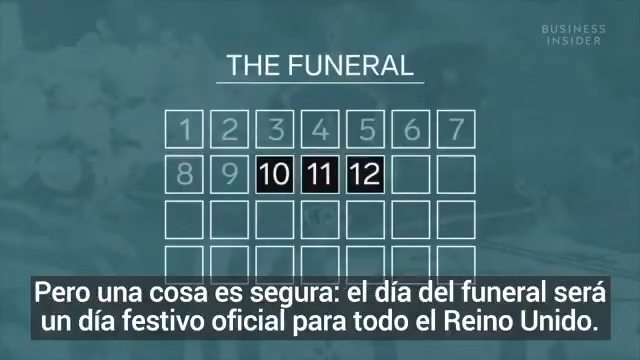 BUSINESS
INSIDER
THE FUNERAL
1 2 3 4 5 6 7
8 9 10 11 12
Pero una cosa es segura: el día del funeral será
un día festivo oficial para todo el Reino Unido.